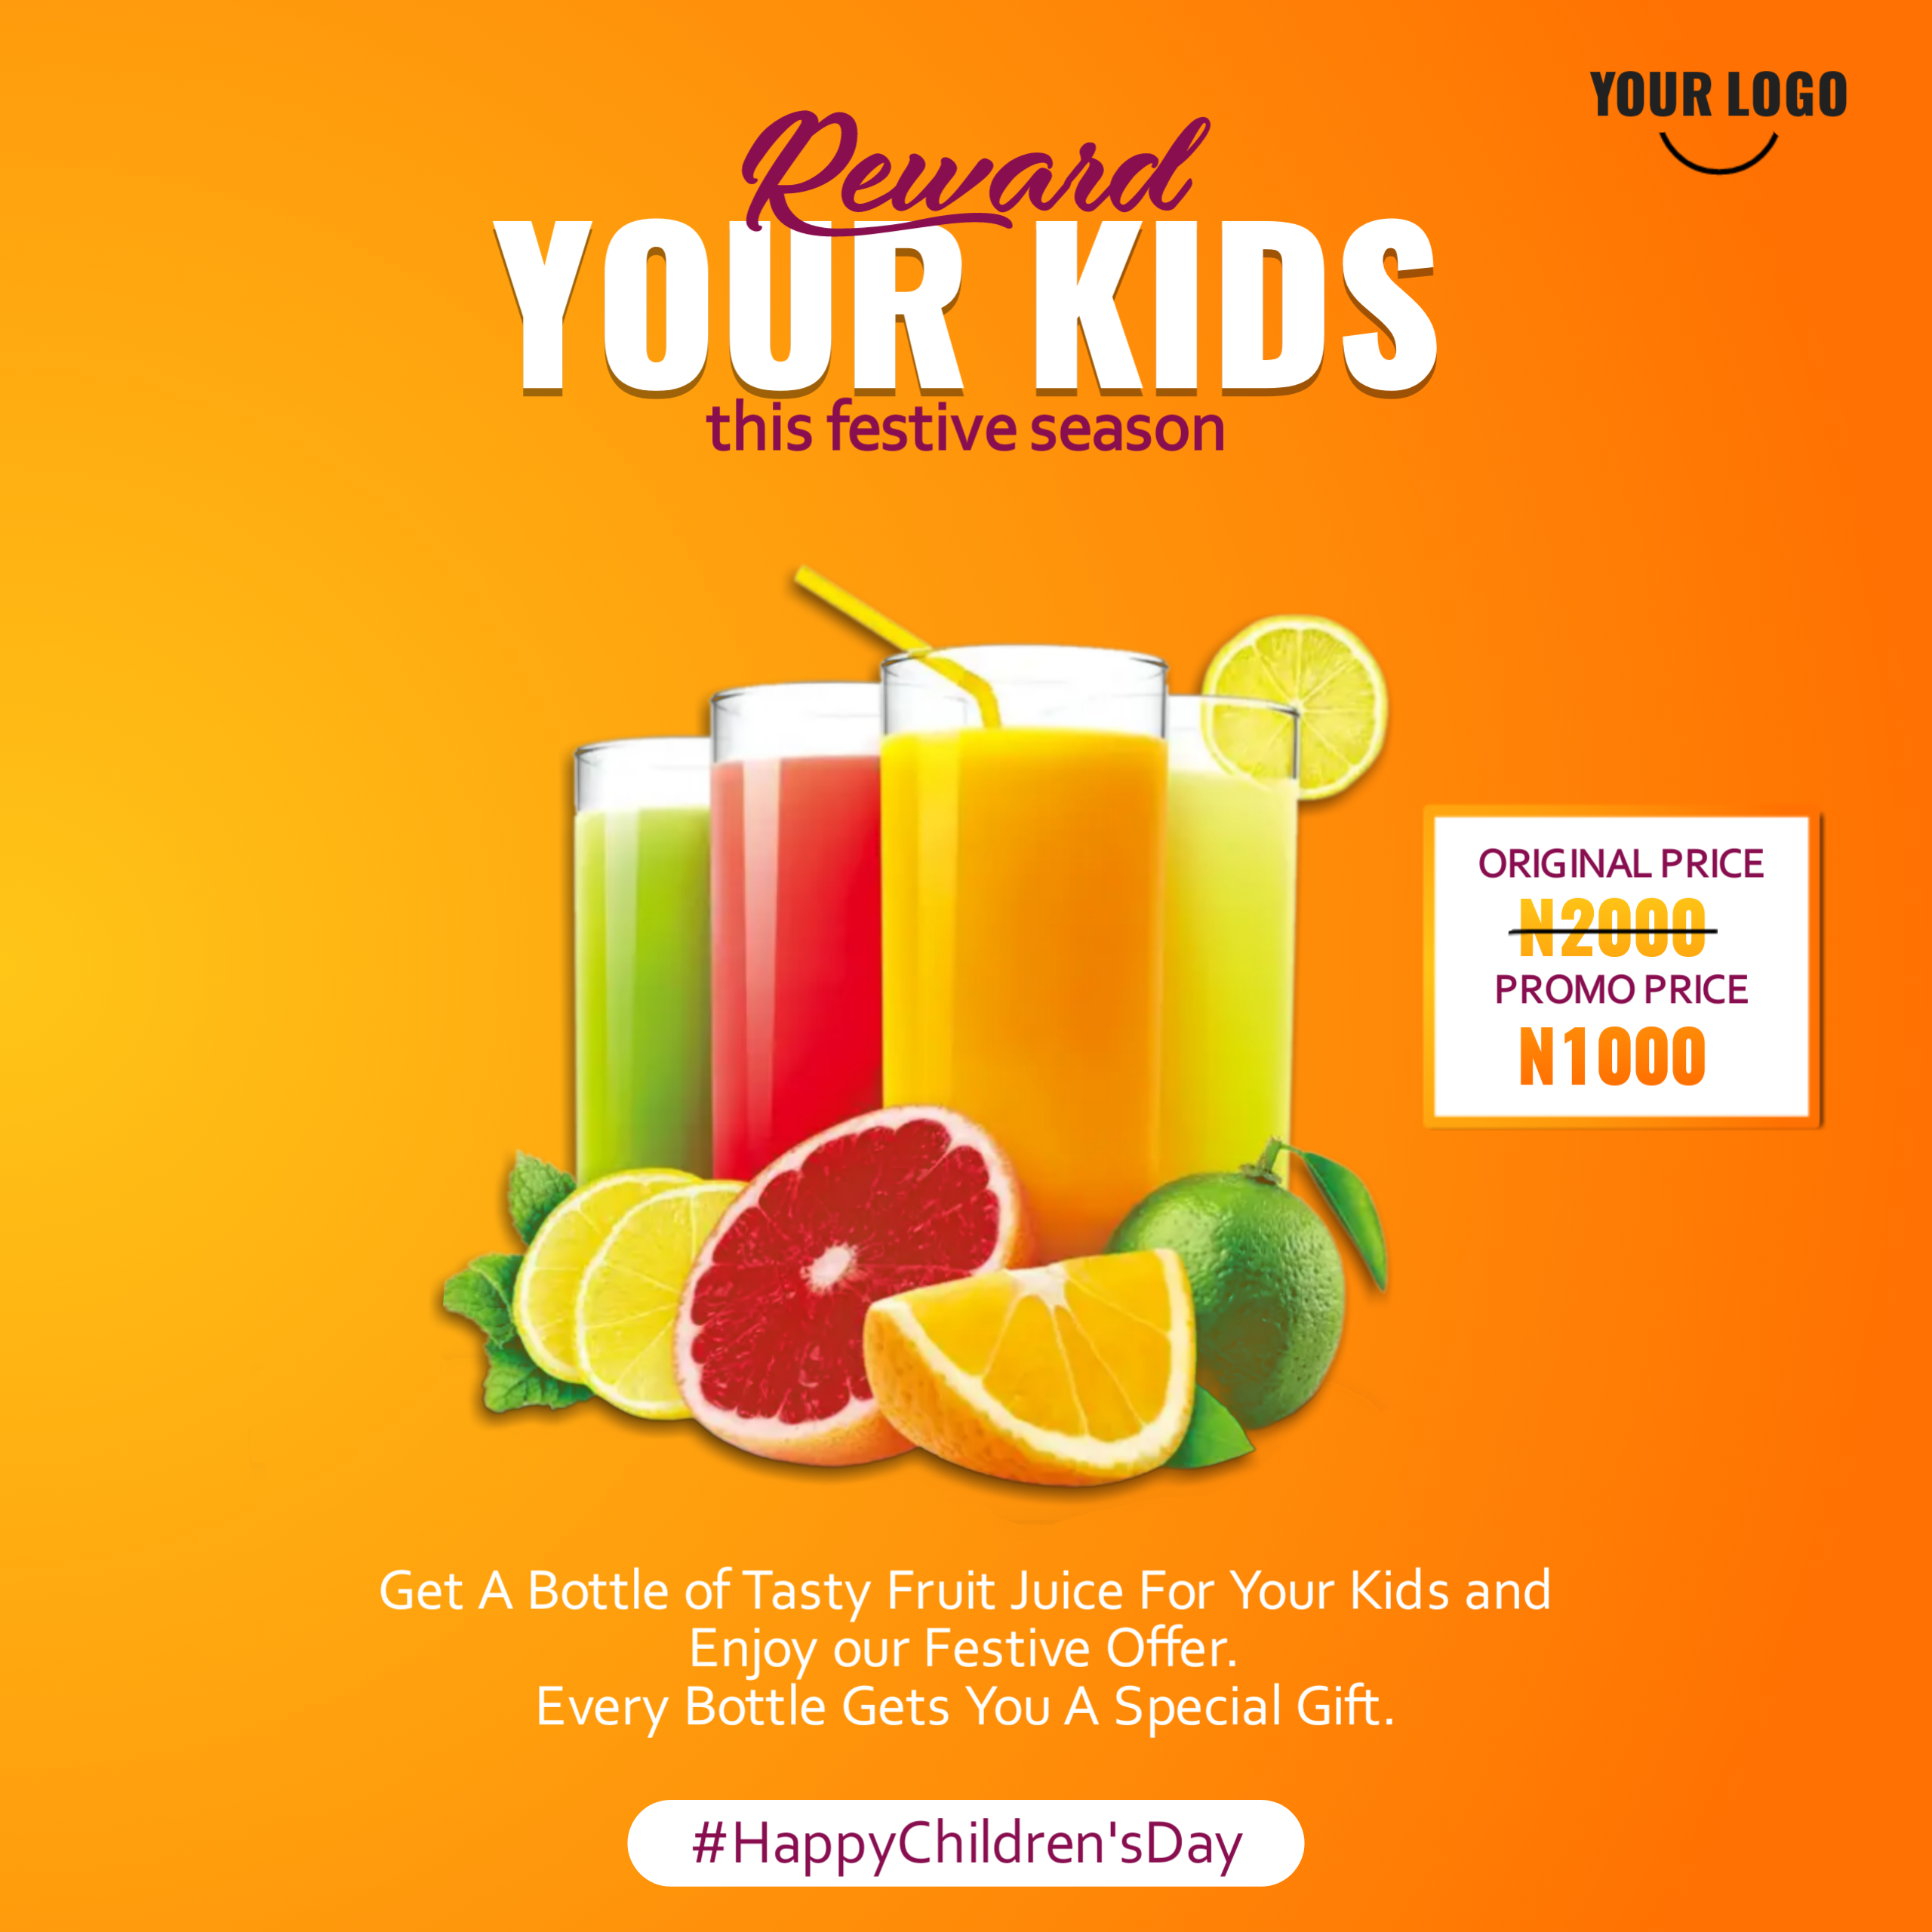 YOUR LOGO
Reward
YOUR KIDS
this festive season
ORIGINAL PRICE
N2000
PROMO PRICE
N1000
Get A Bottle of Tasty Fruit Juice For Your Kids and
Enjoy our Festive Offer.
Every Bottle Gets You A Special Gift.
#HappyChildren'sDay